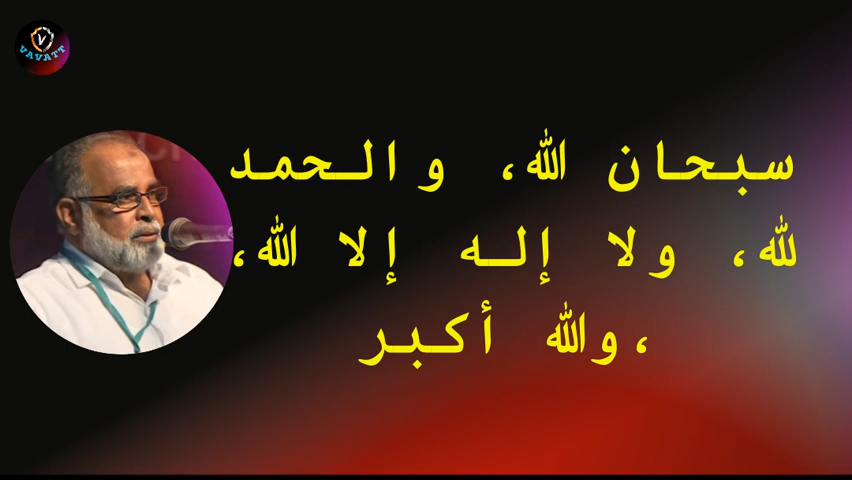 VAVATT
سبحان الله، والحمد
لله، ولا إله إلا الله،
،والله أكبر